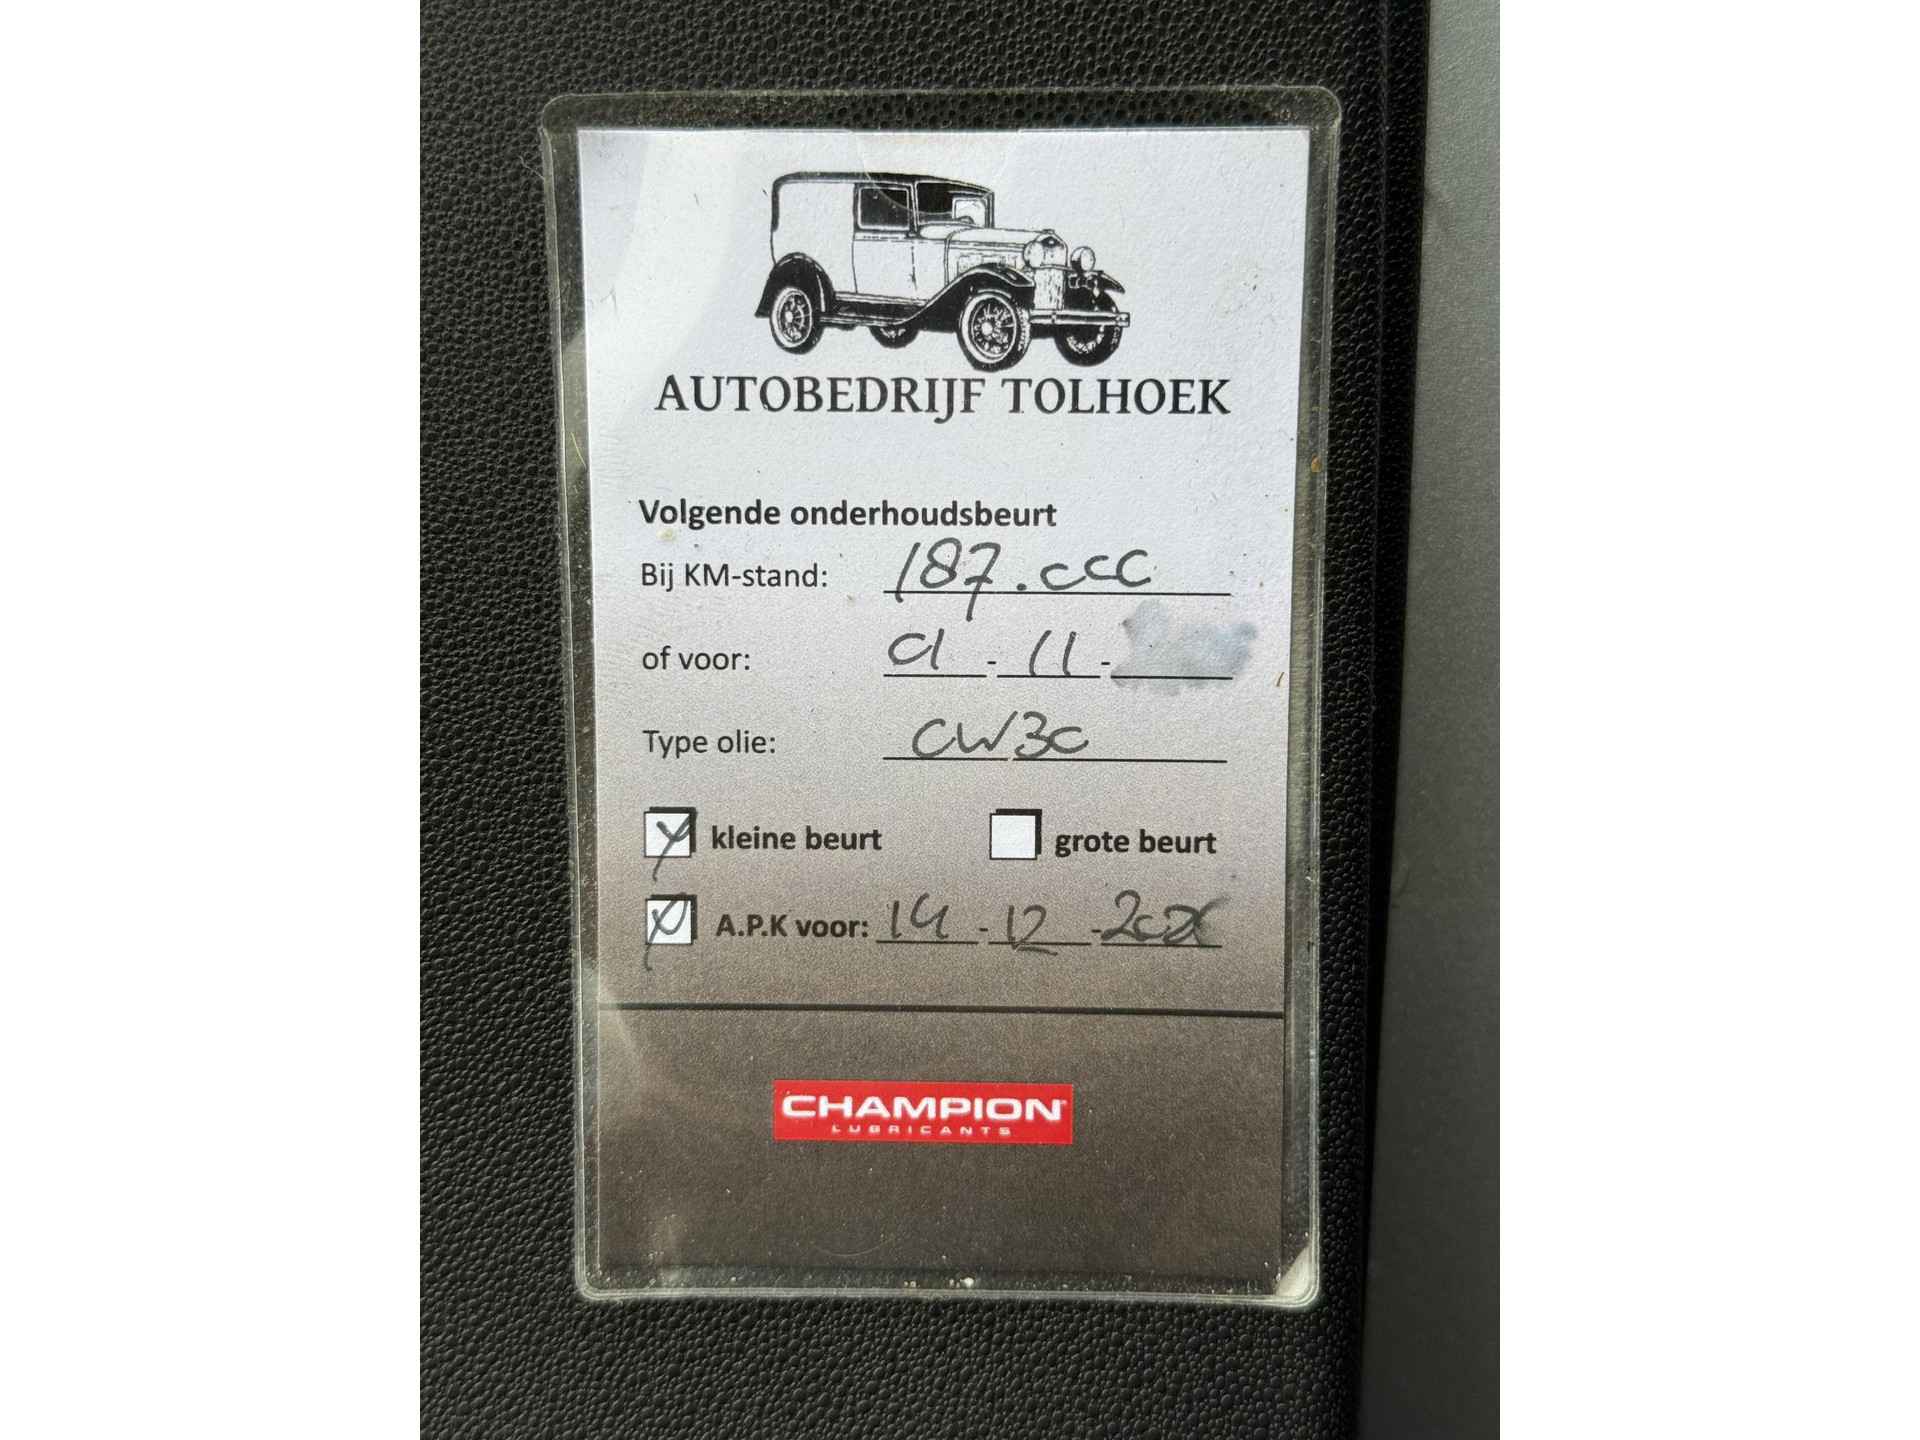 AUTOBEDRIJF TOLHOEK
Volgende onderhoudsbeurt
Bij KM-stand: 187.000
of voor: 01 - 11 -
Type olie: 0W30
kleine beurt grote beurt
A.P.K voor: 14 - 12 -
CHAMPION
LUBRICANTS